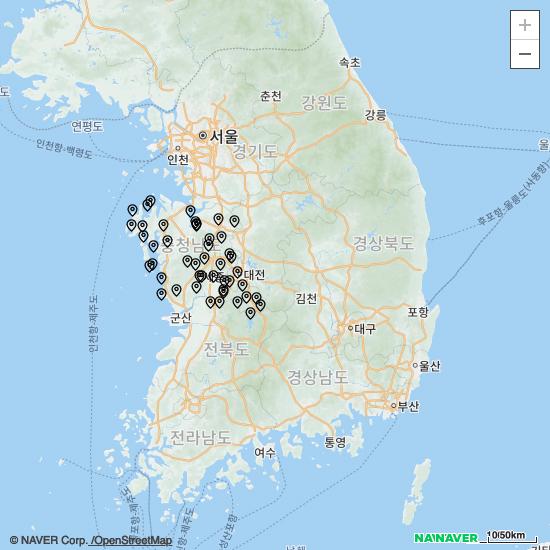 +
−
속초
춘천
강원도
강릉
도
연평도
서울
인천항-백령도
인천
경기도
울
후포항-울릉도(사동항)
충청남도
경상북도
대전
김천
인천항-제주도
군산
포항
대구
전북도
울산
경상남도
부산
전라남도
통영
여수
© NAVER Corp. /OpenStreetMap
NAVER
10/50km